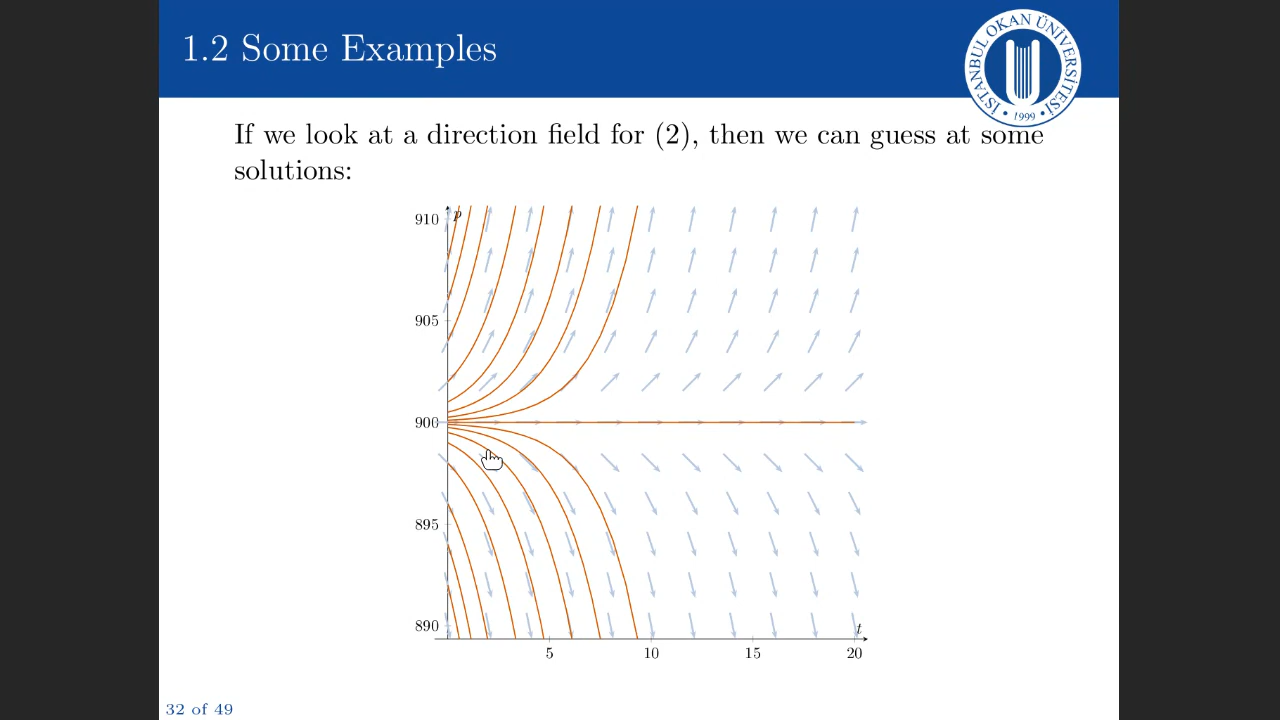 1.2 Some Examples
İSTANBUL OKAN ÜNİVERSİTESİ
• 1999 •
If we look at a direction field for (2), then we can guess at some
solutions:
p
910
905
900
895
890
t
5 10 15 20
32 of 49